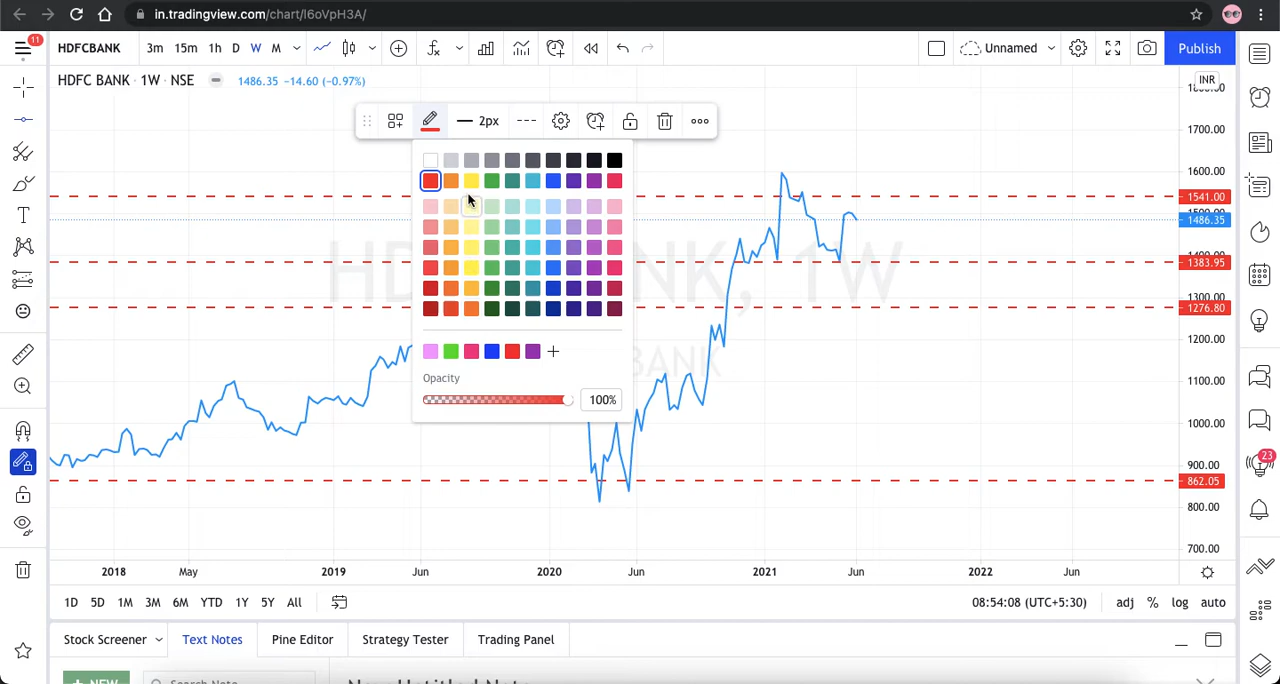 in.tradingview.com/chart/l6oVpH3A/
11
HDFCBANK 3m 15m 1h D W M Unnamed Publish
HDFC BANK · 1W · NSE 1486.35 −14.60 (−0.97%)
INR
2px
1700.00
1600.00
1541.00
1486.35
1383.95
1300.00
1276.80
1200.00
1100.00
1000.00
900.00
862.05
800.00
700.00
Opacity
100%
23
2018 May 2019 Jun 2020 Jun 2021 Jun 2022 Jun
1D 5D 1M 3M 6M YTD 1Y 5Y All 08:54:08 (UTC+5:30) adj % log auto
Stock Screener Text Notes Pine Editor Strategy Tester Trading Panel